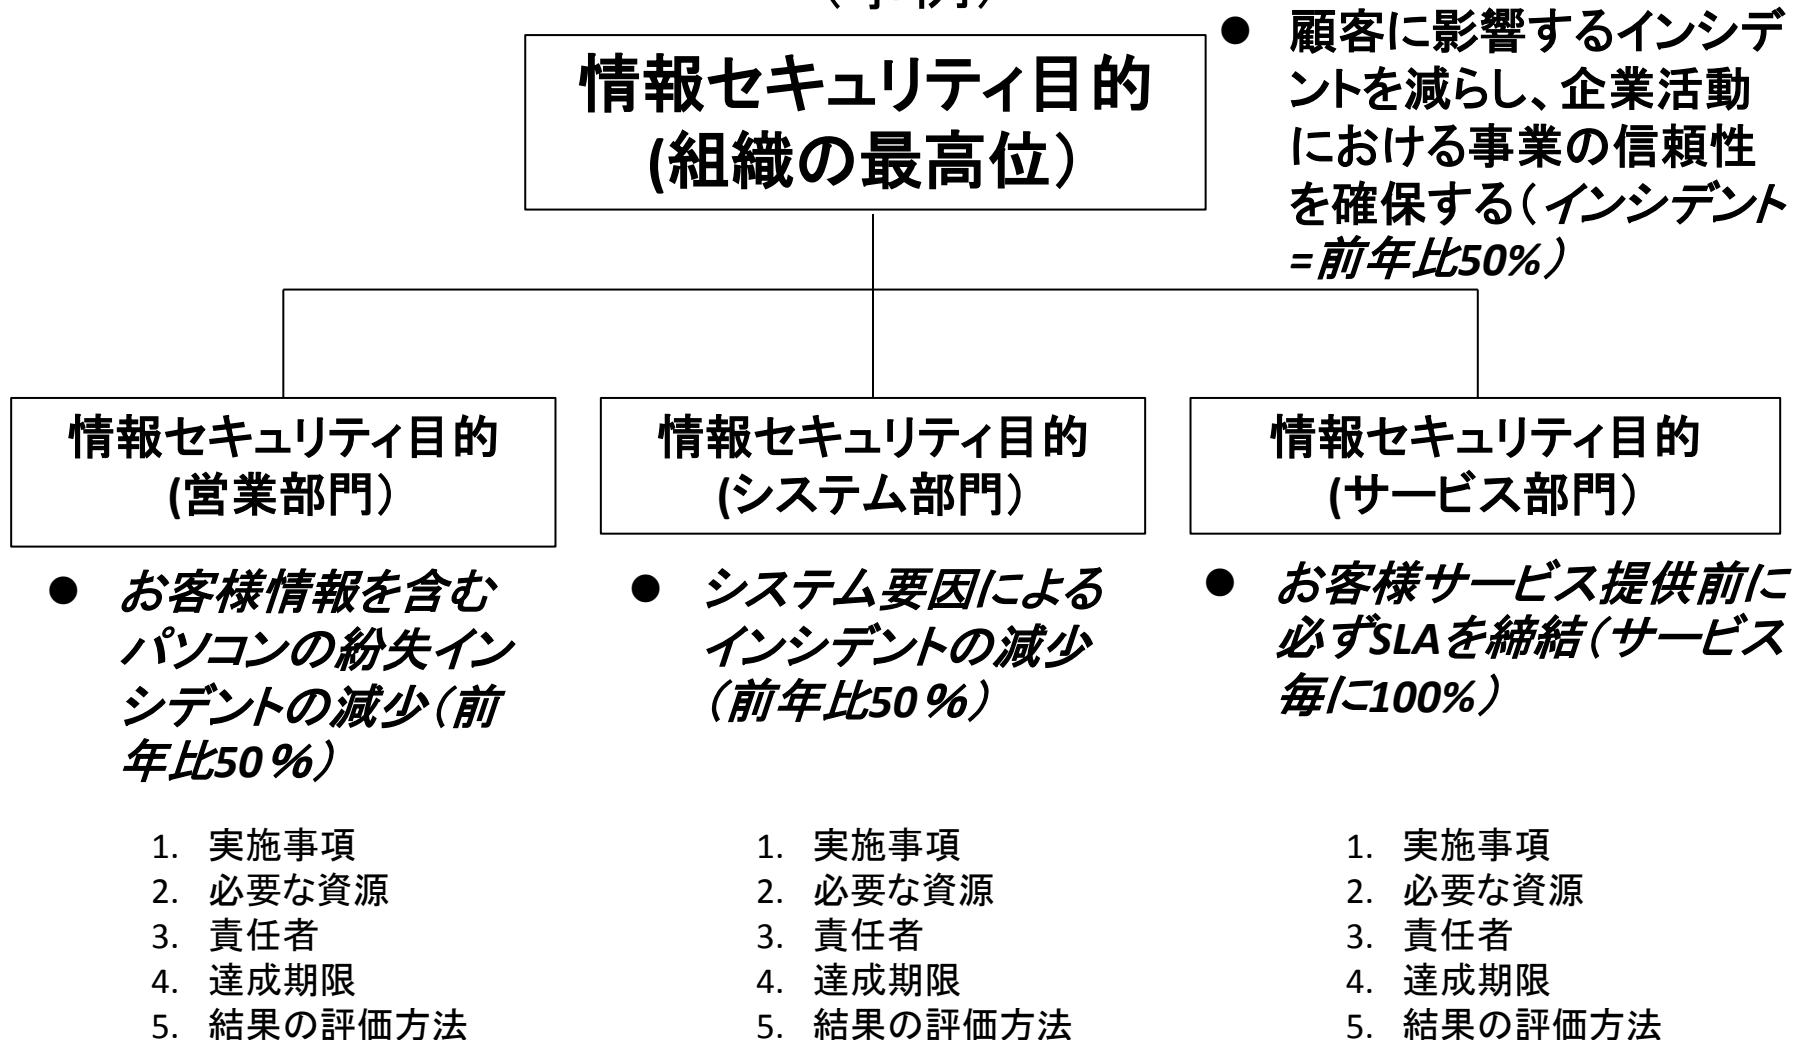 情報セキュリティ目的
(組織の最高位）
● 顧客に影響するインシデ
ントを減らし、企業活動
における事業の信頼性
を確保する（インシデント
=前年比50%）
情報セキュリティ目的
(営業部門）
● お客様情報を含む
パソコンの紛失イン
シデントの減少（前
年比50％）
1. 実施事項
2. 必要な資源
3. 責任者
4. 達成期限
5. 結果の評価方法
情報セキュリティ目的
(システム部門）
● システム要因による
インシデントの減少
（前年比50％）
1. 実施事項
2. 必要な資源
3. 責任者
4. 達成期限
5. 結果の評価方法
情報セキュリティ目的
(サービス部門）
● お客様サービス提供前に
必ずSLAを締結（サービス
毎に100%）
1. 実施事項
2. 必要な資源
3. 責任者
4. 達成期限
5. 結果の評価方法